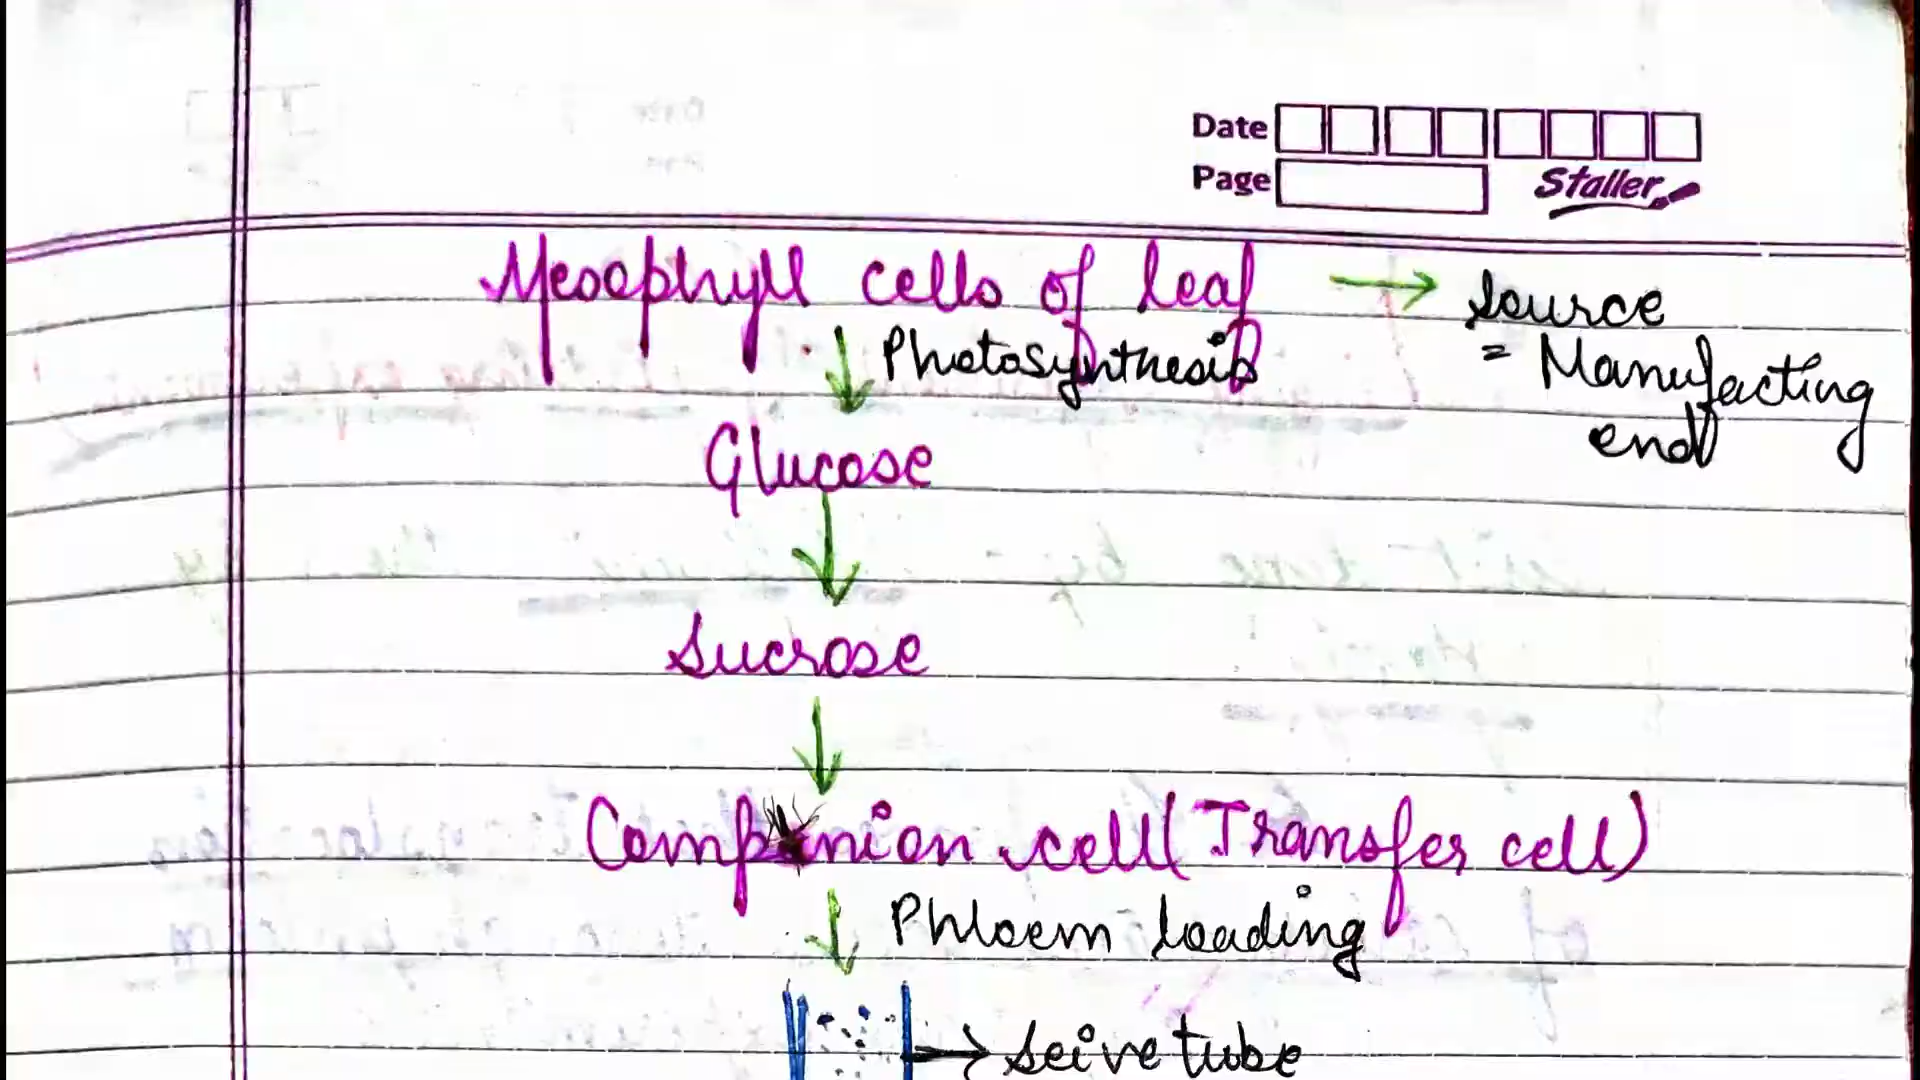 Date
Page
Staller
Mesophyll cells of leaf → source
Photosynthesis
= Manufacting
end
Glucose
Sucrose
Companion cell (Transfer cell)
Phloem loading
seive tube